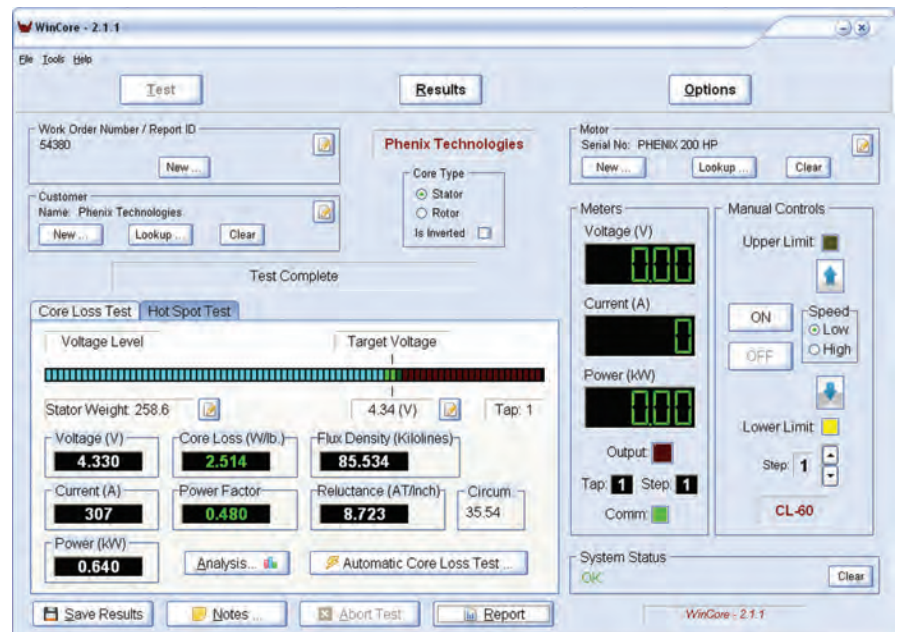 WinCore - 2.1.1
File Tools Help
Test
Results
Options
Work Order Number / Report ID
54380
New ...
Customer
Name: Phenix Technologies
New ...
Lookup ...
Clear
Phenix Technologies
Core Type
Stator
Rotor
Is Inverted
Motor
Serial No: PHENIX 200 HP
New ...
Lookup ...
Clear
Test Complete
Core Loss Test
Hot Spot Test
Voltage Level
Target Voltage
Stator Weight: 258.6
4.34 (V)
Tap: 1
Voltage (V)
4.330
Core Loss (W/lb.)
2.514
Flux Density (Kilolines)
85.534
Current (A)
307
Power Factor
0.480
Reluctance (AT/Inch)
8.723
Circum.
35.54
Power (kW)
0.640
Analysis...
Automatic Core Loss Test ...
Meters
Voltage (V)
0.00
Current (A)
0
Power (kW)
0.00
Output:
Tap: 1 Step: 1
Comm:
Manual Controls
Upper Limit:
ON
OFF
Speed
Low
High
Lower Limit:
Step: 1
CL-60
System Status
OK
Clear
Save Results
Notes ...
Abort Test
Report
WinCore - 2.1.1